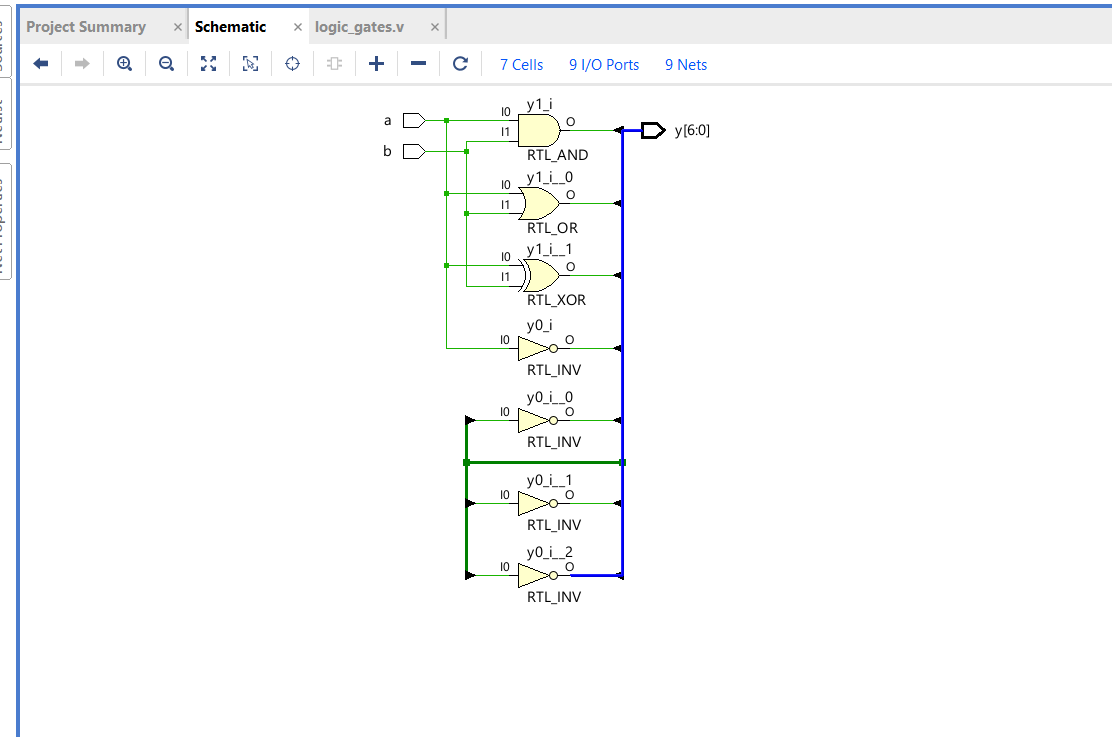 Project Summary × Schematic × logic_gates.v ×
7 Cells 9 I/O Ports 9 Nets
a
b
y[6:0]
y1_i
I0
I1
O
RTL_AND
y1_i__0
I0
I1
O
RTL_OR
y1_i__1
I0
I1
O
RTL_XOR
y0_i
I0
O
RTL_INV
y0_i__0
I0
O
RTL_INV
y0_i__1
I0
O
RTL_INV
y0_i__2
I0
O
RTL_INV